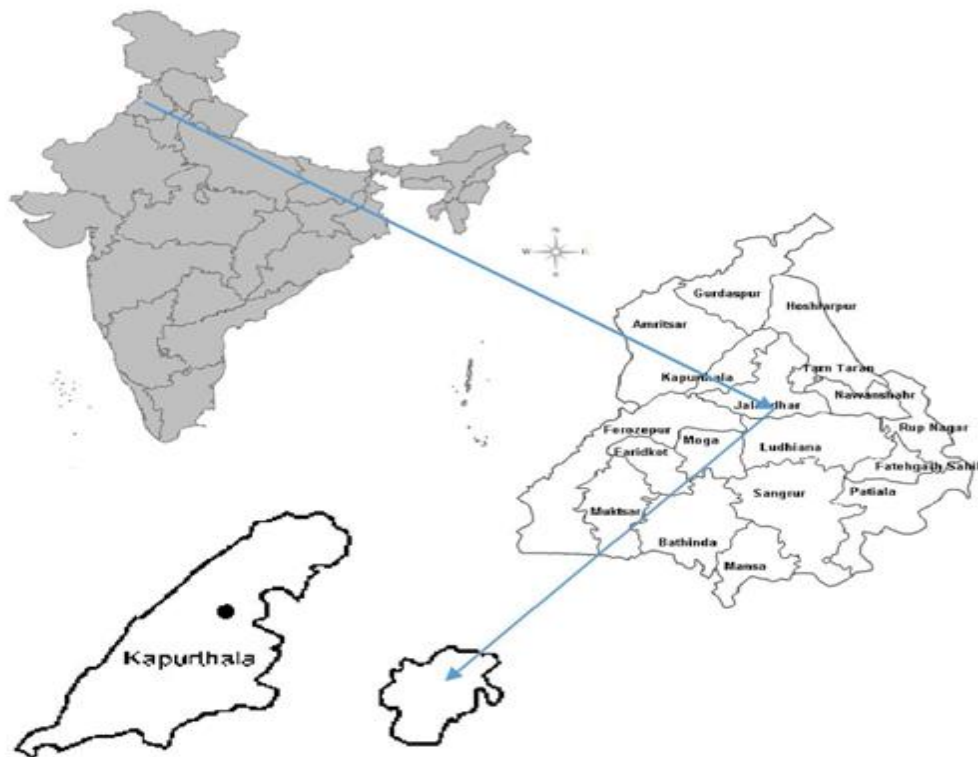 N
W E
S
Gurdaspur
Hoshiarpur
Amritsar
Tarn Taran
Kapurthala
Nawanshahr
Jalandhar
Rup Nagar
Ferozepur
Moga
Ludhiana
Faridkot
Fatehgash Sahi
Sangrur
Patiala
Muktsar
Bathinda
Mansa
Kapurthala